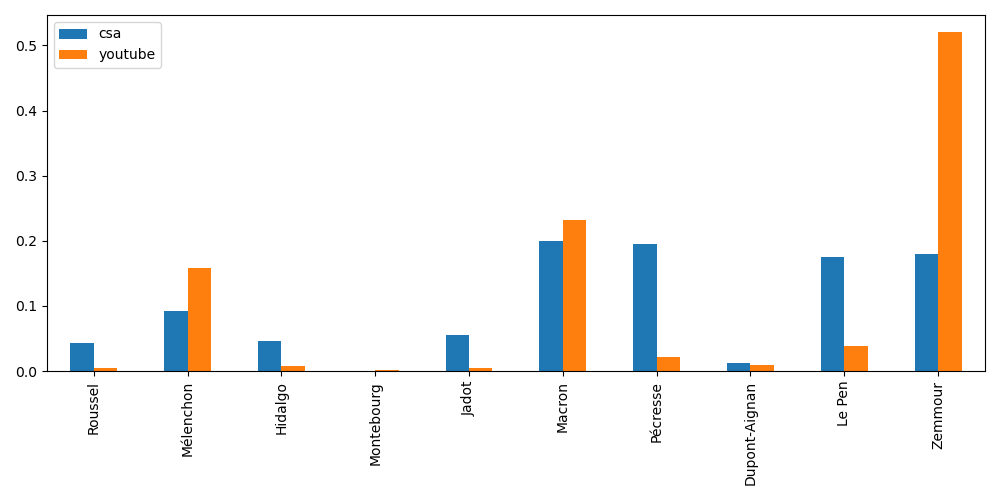 csa
youtube
0.5
0.4
0.3
0.2
0.1
0.0
Roussel
Mélenchon
Hidalgo
Montebourg
Jadot
Macron
Pécresse
Dupont-Aignan
Le Pen
Zemmour